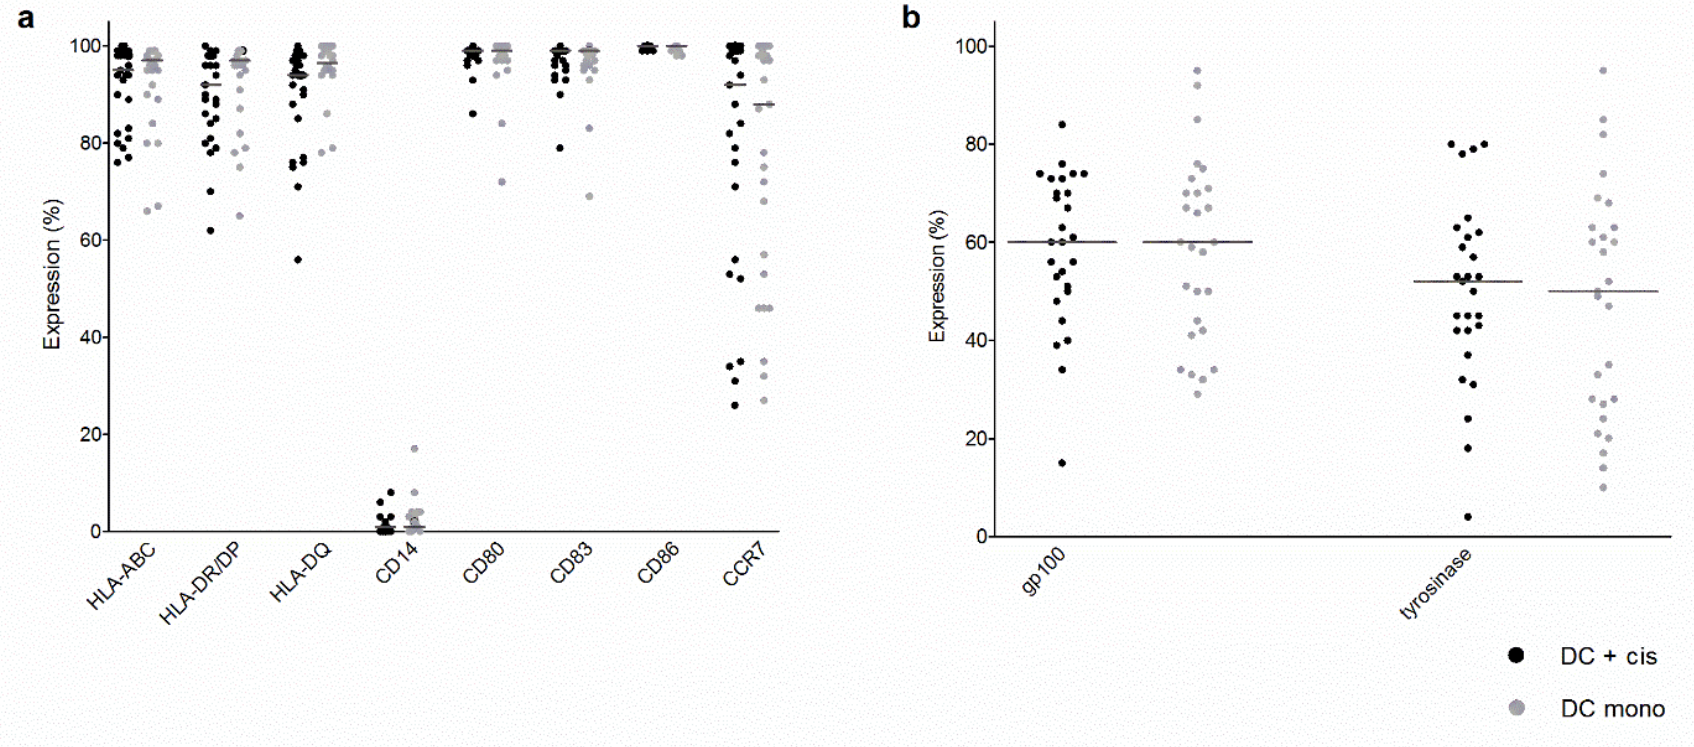 a
Expression (%)
100
80
60
40
20
0
HLA-ABC
HLA-DR/DP
HLA-DQ
CD14
CD80
CD83
CD86
CCR7
b
Expression (%)
100
80
60
40
20
0
gp100
tyrosinase
DC + cis
DC mono